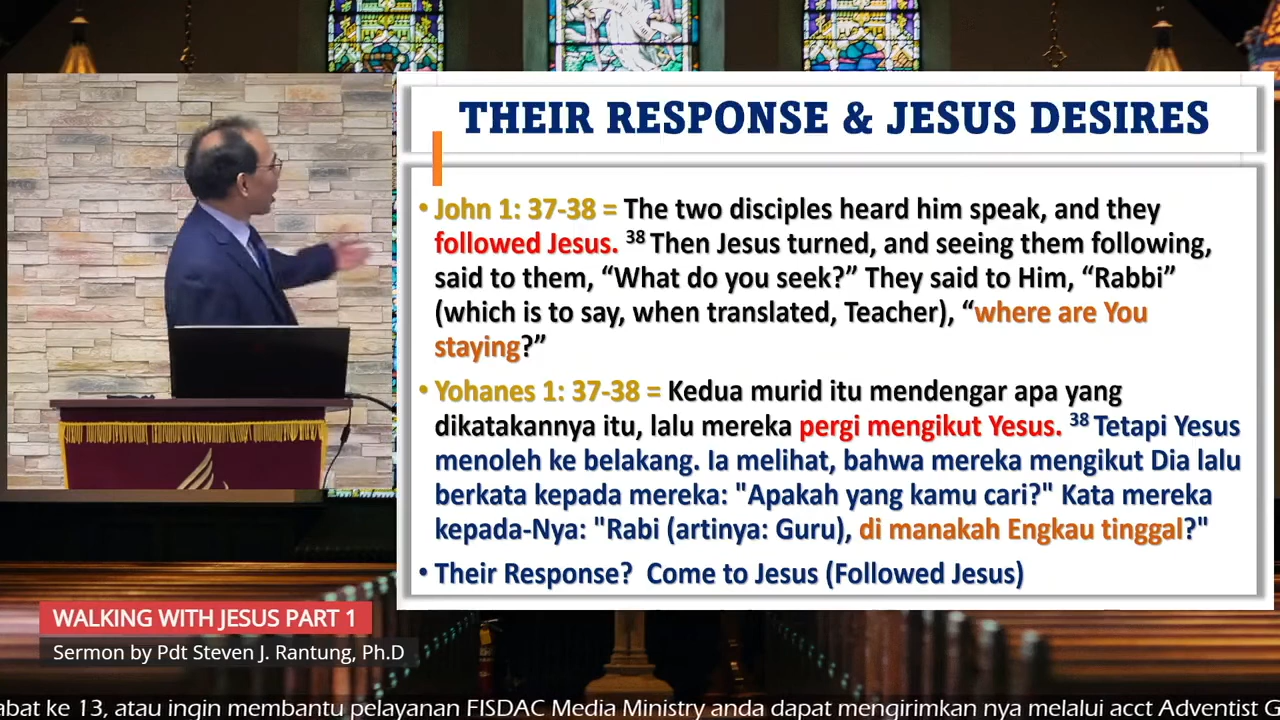 THEIR RESPONSE & JESUS DESIRES
• John 1: 37-38 = The two disciples heard him speak, and they
followed Jesus. ³⁸ Then Jesus turned, and seeing them following,
said to them, “What do you seek?” They said to Him, “Rabbi”
(which is to say, when translated, Teacher), “where are You
staying?”
• Yohanes 1: 37-38 = Kedua murid itu mendengar apa yang
dikatakannya itu, lalu mereka pergi mengikut Yesus. ³⁸ Tetapi Yesus
menoleh ke belakang. Ia melihat, bahwa mereka mengikut Dia lalu
berkata kepada mereka: "Apakah yang kamu cari?" Kata mereka
kepada-Nya: "Rabi (artinya: Guru), di manakah Engkau tinggal?"
• Their Response? Come to Jesus (Followed Jesus)
WALKING WITH JESUS PART 1
Sermon by Pdt Steven J. Rantung, Ph.D
abat ke 13, atau ingin membantu pelayanan FISDAC Media Ministry anda dapat mengirimkan nya melalui acct Adventist G